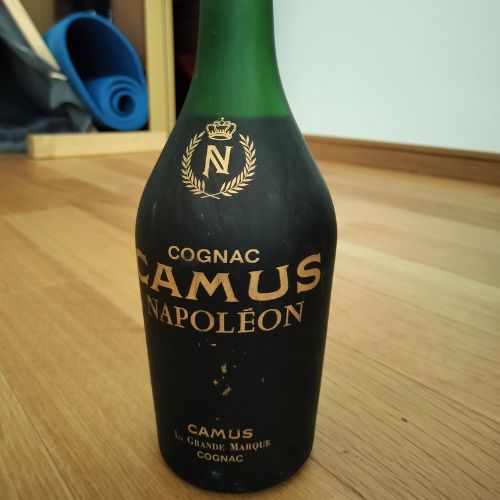 N
COGNAC
CAMUS
NAPOLÉON
CAMUS
La GRANDE MARQUE
COGNAC